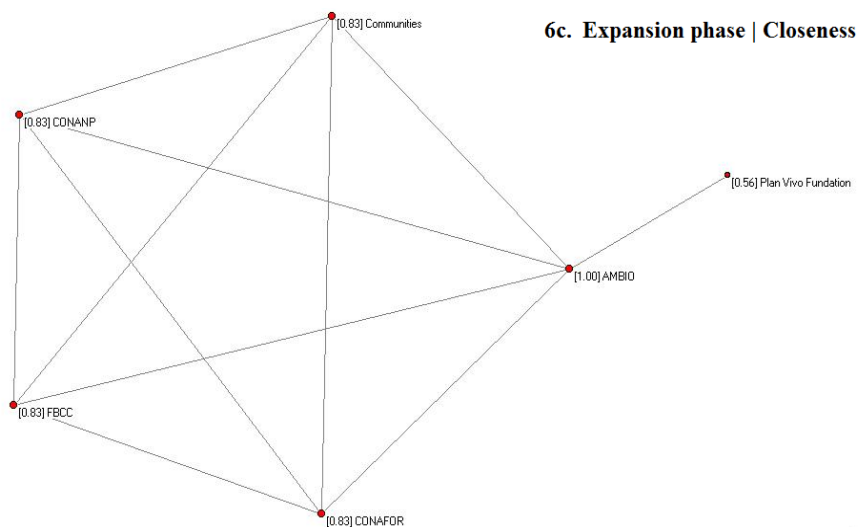 6c. Expansion phase | Closeness
[0.83] Communities
[0.83] CONANP
[0.56] Plan Vivo Fundation
[1.00] AMBIO
[0.83] FBCC
[0.83] CONAFOR